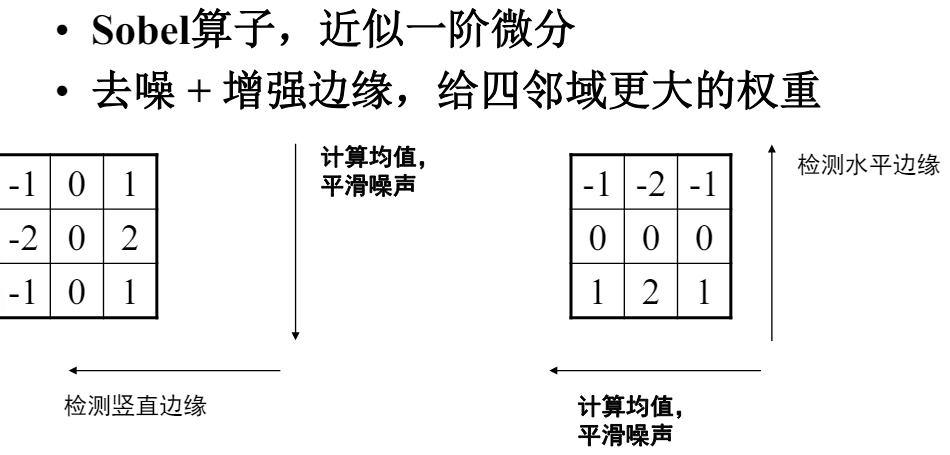 • Sobel算子，近似一阶微分
• 去噪 + 增强边缘，给四邻域更大的权重
-1 0 1
-2 0 2
-1 0 1
计算均值，
平滑噪声
检测竖直边缘
-1 -2 -1
0 0 0
1 2 1
检测水平边缘
计算均值，
平滑噪声